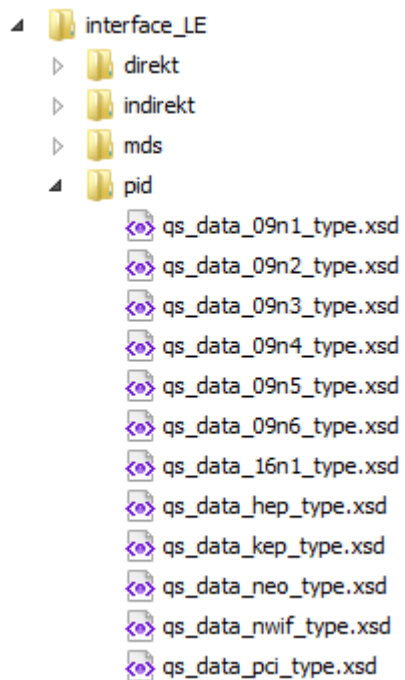 interface_LE
direkt
indirekt
mds
pid
qs_data_09n1_type.xsd
qs_data_09n2_type.xsd
qs_data_09n3_type.xsd
qs_data_09n4_type.xsd
qs_data_09n5_type.xsd
qs_data_09n6_type.xsd
qs_data_16n1_type.xsd
qs_data_hep_type.xsd
qs_data_kep_type.xsd
qs_data_neo_type.xsd
qs_data_nwif_type.xsd
qs_data_pci_type.xsd